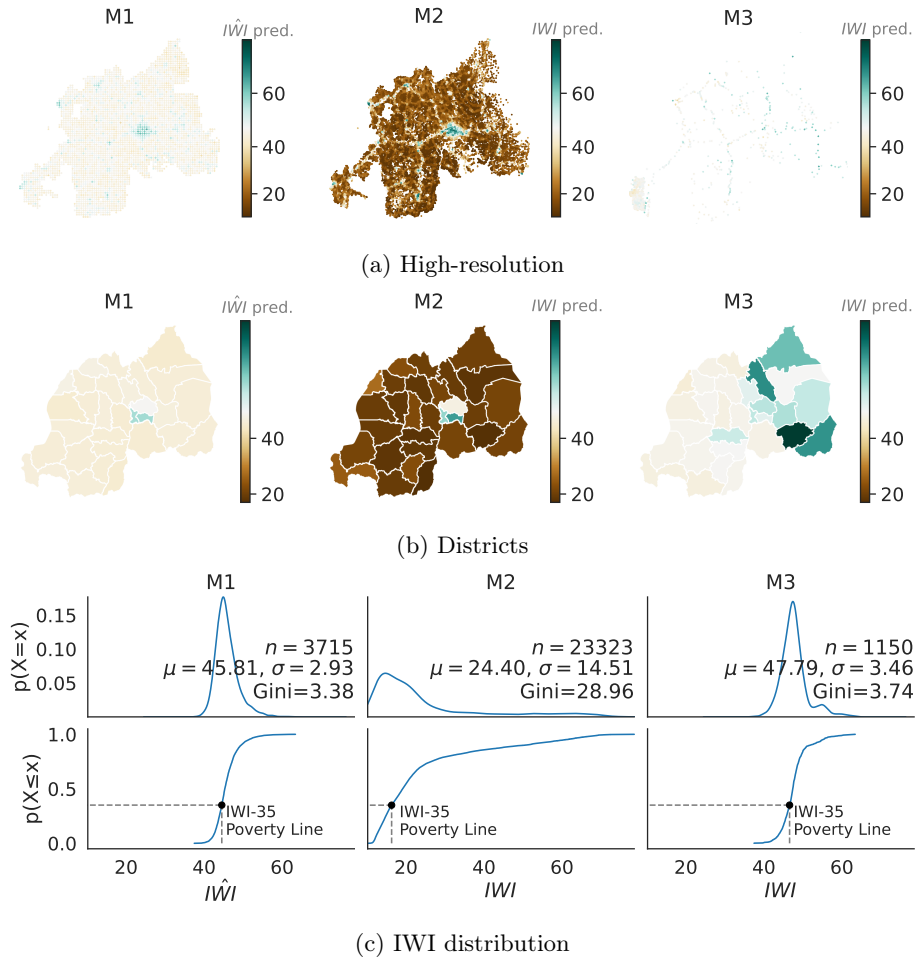 M1 M2 M3
IŴI pred. IWI pred. IWI pred.
60 60 60
40 40 40
20 20 20
(a) High-resolution
M1 M2 M3
IŴI pred. IWI pred. IWI pred.
40 40 40
20 20 20
(b) Districts
M1 M2 M3
p(X=x)
0.15
0.10
0.05
n = 3715
μ = 45.81, σ = 2.93
Gini=3.38
n = 23323
μ = 24.40, σ = 14.51
Gini=28.96
n = 1150
μ = 47.79, σ = 3.46
Gini=3.74
p(X≤x)
1.0
0.5
0.0
IWI-35
Poverty Line
IWI-35
Poverty Line
IWI-35
Poverty Line
20 40 60 20 40 60 20 40 60
IŴI IWI IWI
(c) IWI distribution